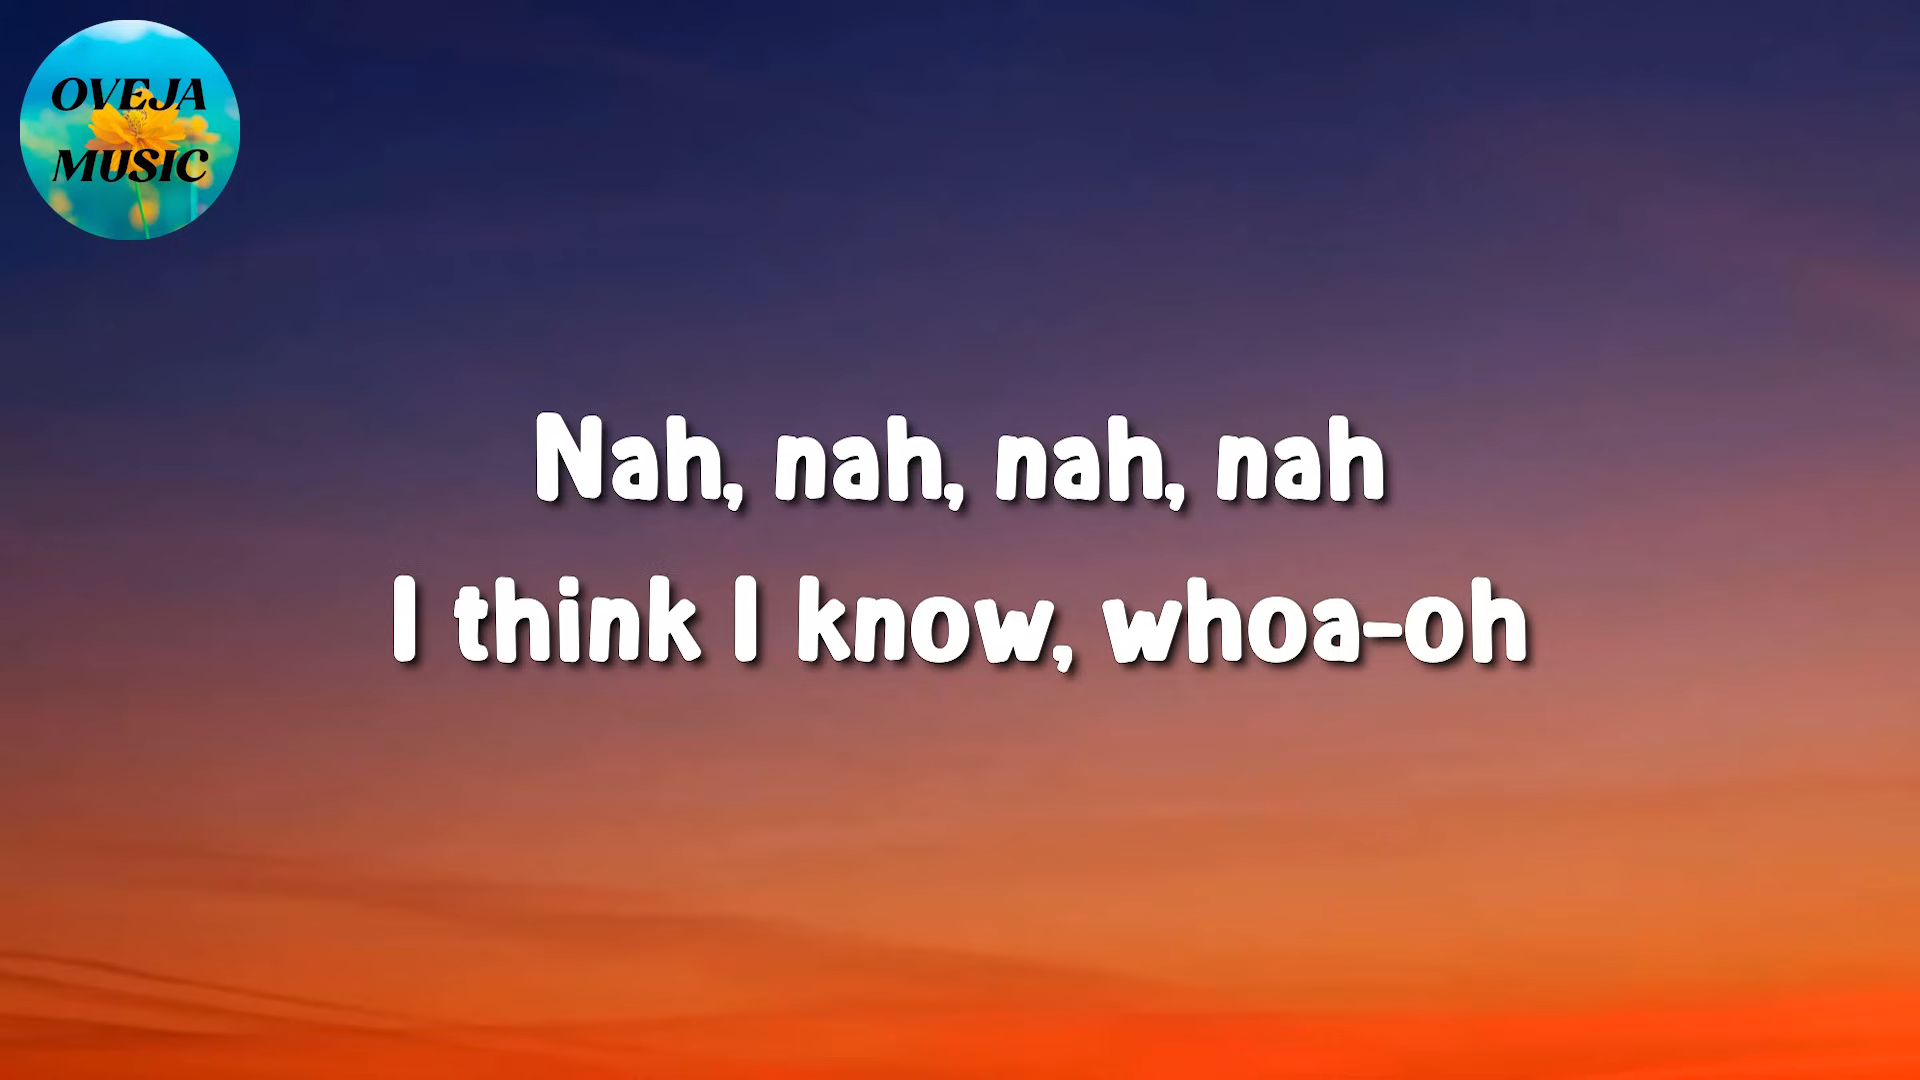 OVEJA
MUSIC
Nah, nah, nah, nah
I think I know, whoa-oh